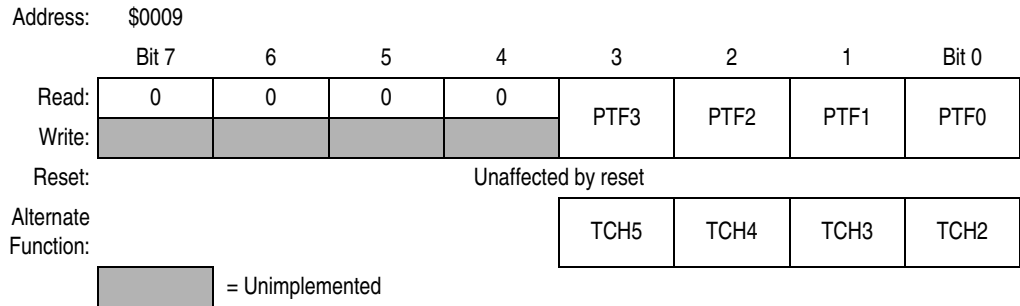 Address: $0009
Bit 7 6 5 4 3 2 1 Bit 0
Read: 0 0 0 0 PTF3 PTF2 PTF1 PTF0
Write:
Reset: Unaffected by reset
Alternate Function: TCH5 TCH4 TCH3 TCH2
= Unimplemented